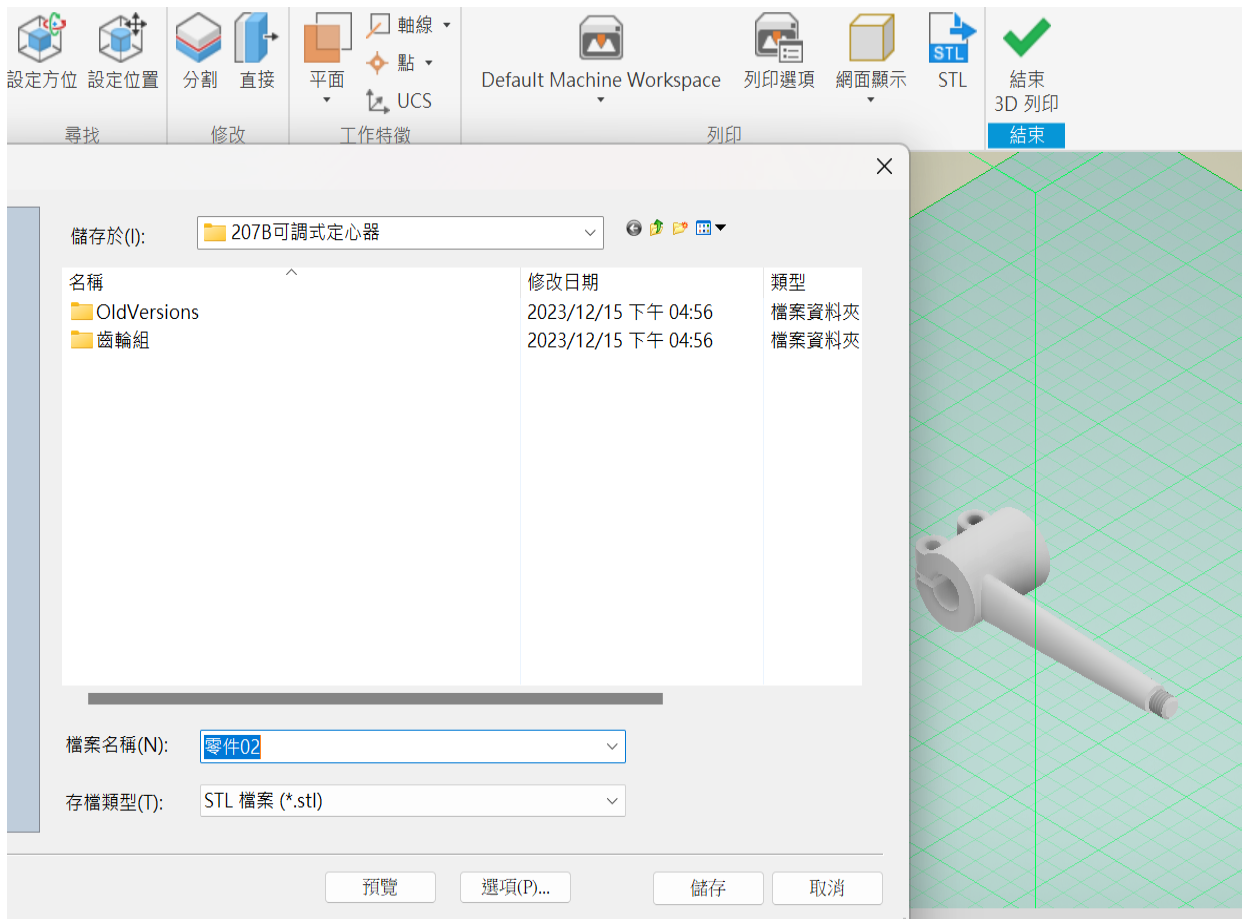 設定方位 設定位置 分割 直接 平面 軸線 點 UCS Default Machine Workspace 列印選項 網面顯示 STL STL 結束
3D 列印
尋找 修改 工作特徵 列印 結束
儲存於(I): 207B可調式定心器
名稱 修改日期 類型
OldVersions 2023/12/15 下午 04:56 檔案資料夾
齒輪組 2023/12/15 下午 04:56 檔案資料夾
檔案名稱(N): 零件02
存檔類型(T): STL 檔案 (*.stl)
預覽 選項(P)... 儲存 取消